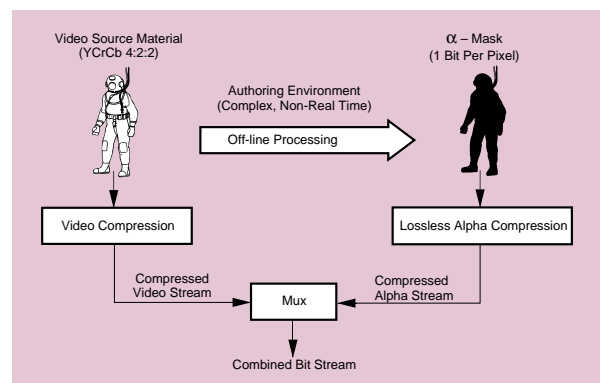 Video Source Material
(YCrCb 4:2:2)
α – Mask
(1 Bit Per Pixel)
Authoring Environment
(Complex, Non-Real Time)
Off-line Processing
Video Compression
Lossless Alpha Compression
Compressed
Video Stream
Compressed
Alpha Stream
Mux
Combined Bit Stream